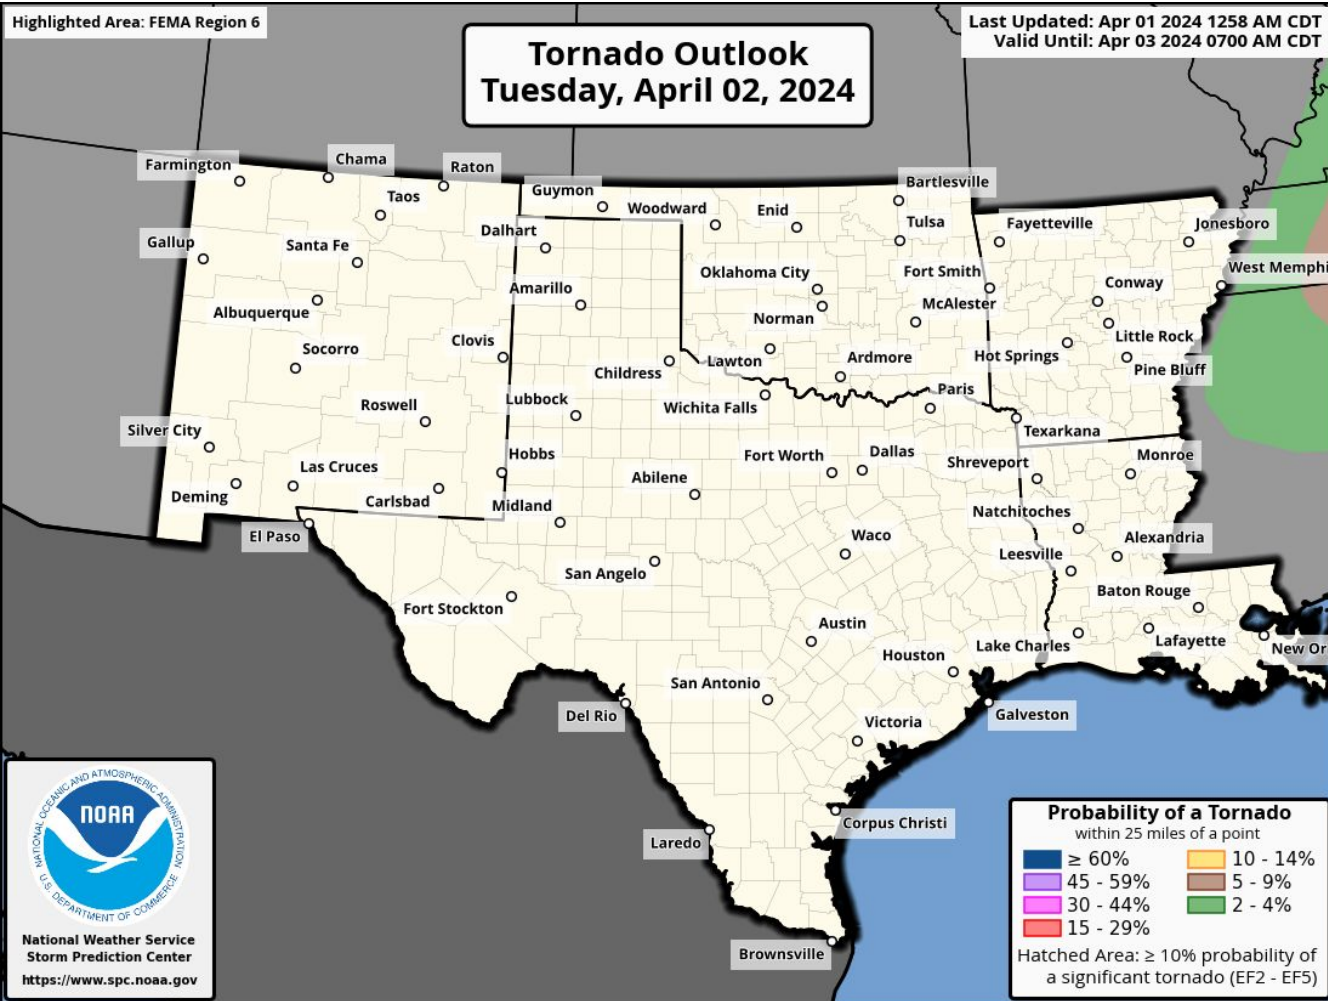 Highlighted Area: FEMA Region 6
Last Updated: Apr 01 2024 1258 AM CDT
Valid Until: Apr 03 2024 0700 AM CDT
Tornado Outlook
Tuesday, April 02, 2024
Farmington
Chama
Raton
Taos
Guymon
Woodward
Enid
Bartlesville
Tulsa
Fayetteville
Jonesboro
Gallup
Santa Fe
Dalhart
Oklahoma City
Fort Smith
West Memphi
Amarillo
Conway
Albuquerque
Norman
McAlester
Socorro
Clovis
Childress
Lawton
Ardmore
Hot Springs
Little Rock
Pine Bluff
Roswell
Lubbock
Wichita Falls
Paris
Silver City
Texarkana
Las Cruces
Hobbs
Abilene
Fort Worth
Dallas
Shreveport
Monroe
Deming
Carlsbad
Midland
Natchitoches
El Paso
Waco
Leesville
Alexandria
San Angelo
Baton Rouge
Fort Stockton
Austin
Lake Charles
Lafayette
New Or
Houston
San Antonio
Del Rio
Victoria
Galveston
Corpus Christi
Laredo
Brownsville
NATIONAL OCEANIC AND ATMOSPHERIC ADMINISTRATION
NOAA
U.S. DEPARTMENT OF COMMERCE
National Weather Service
Storm Prediction Center
https://www.spc.noaa.gov
Probability of a Tornado
within 25 miles of a point
≥ 60%
10 - 14%
45 - 59%
5 - 9%
30 - 44%
2 - 4%
15 - 29%
Hatched Area: ≥ 10% probability of
a significant tornado (EF2 - EF5)